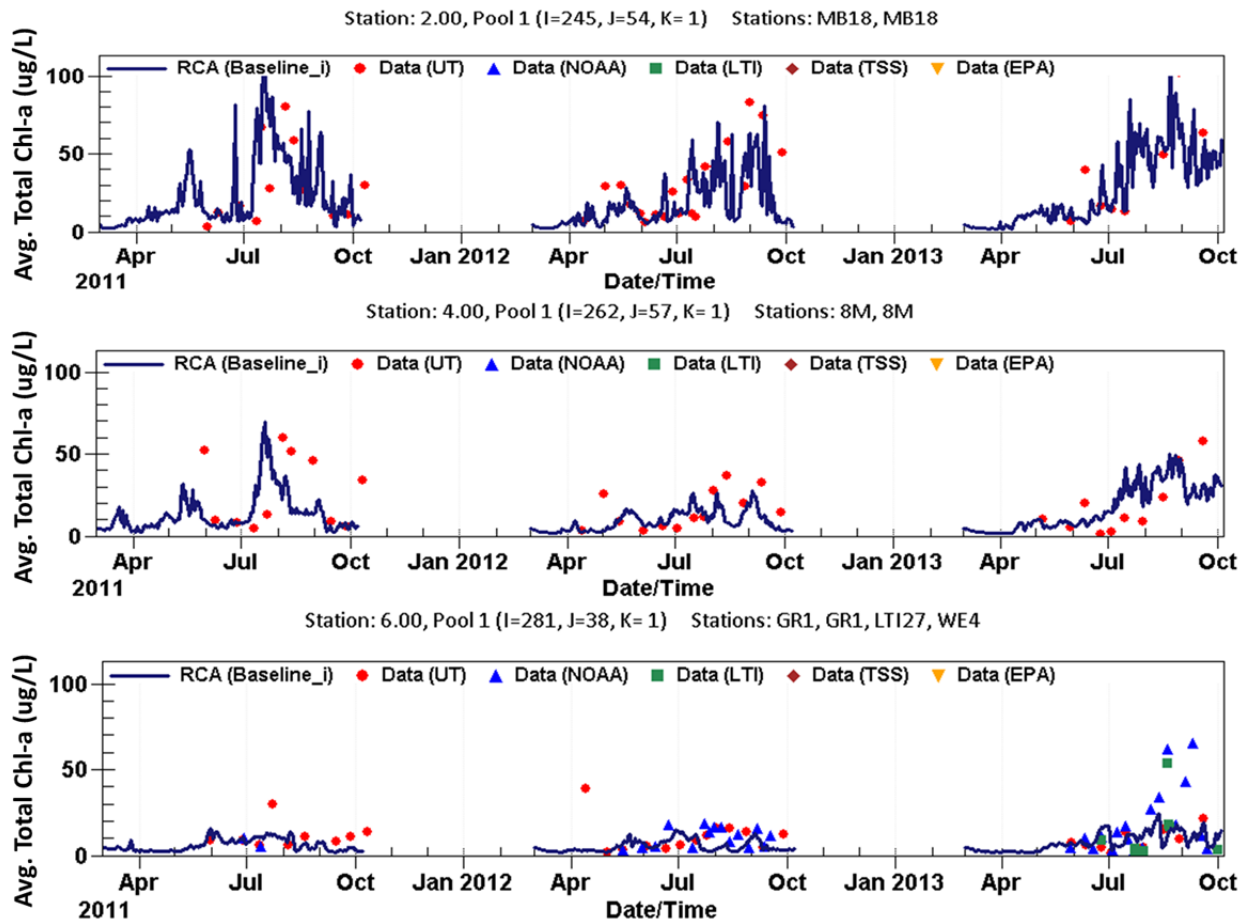 Station: 2.00, Pool 1 (I=245, J=54, K= 1) Stations: MB18, MB18
Avg. Total Chl-a (ug/L)
RCA (Baseline_i) Data (UT) Data (NOAA) Data (LTI) Data (TSS) Data (EPA)
100
50
0
Apr Jul Oct Jan 2012 Apr Jul Oct Jan 2013 Apr Jul Oct
2011 Date/Time
Station: 4.00, Pool 1 (I=262, J=57, K= 1) Stations: 8M, 8M
Avg. Total Chl-a (ug/L)
RCA (Baseline_i) Data (UT) Data (NOAA) Data (LTI) Data (TSS) Data (EPA)
100
50
0
Apr Jul Oct Jan 2012 Apr Jul Oct Jan 2013 Apr Jul Oct
2011 Date/Time
Station: 6.00, Pool 1 (I=281, J=38, K= 1) Stations: GR1, GR1, LTI27, WE4
Avg. Total Chl-a (ug/L)
RCA (Baseline_i) Data (UT) Data (NOAA) Data (LTI) Data (TSS) Data (EPA)
100
50
0
Apr Jul Oct Jan 2012 Apr Jul Oct Jan 2013 Apr Jul Oct
2011 Date/Time